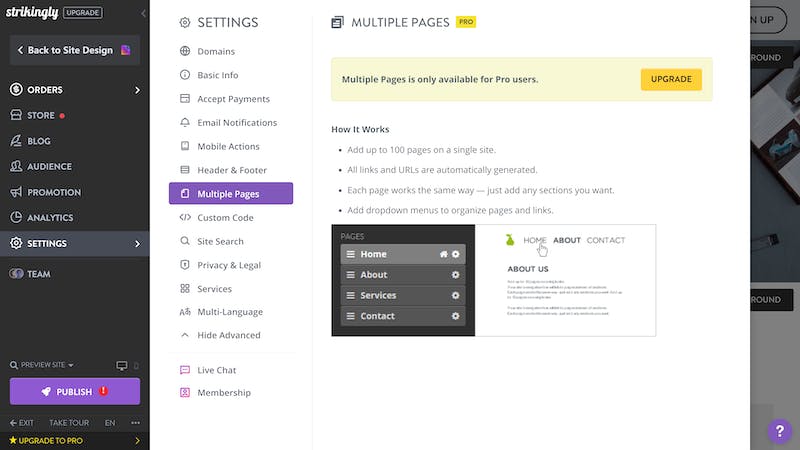 strikingly
UPGRADE
Back to Site Design
ORDERS
STORE
BLOG
AUDIENCE
PROMOTION
ANALYTICS
SETTINGS
TEAM
PREVIEW SITE
PUBLISH
EXIT TAKE TOUR EN
UPGRADE TO PRO
SETTINGS
Domains
Basic Info
Accept Payments
Email Notifications
Mobile Actions
Header & Footer
Multiple Pages
Custom Code
Site Search
Privacy & Legal
Services
Multi-Language
Hide Advanced
Live Chat
Membership
MULTIPLE PAGES PRO
Multiple Pages is only available for Pro users.
UPGRADE
How It Works
Add up to 100 pages on a single site.
All links and URLs are automatically generated.
Each page works the same way — just add any sections you want.
Add dropdown menus to organize pages and links.
PAGES
Home
About
Services
Contact
HOME ABOUT CONTACT
ABOUT US
N UP
ROUND
ROUND
?